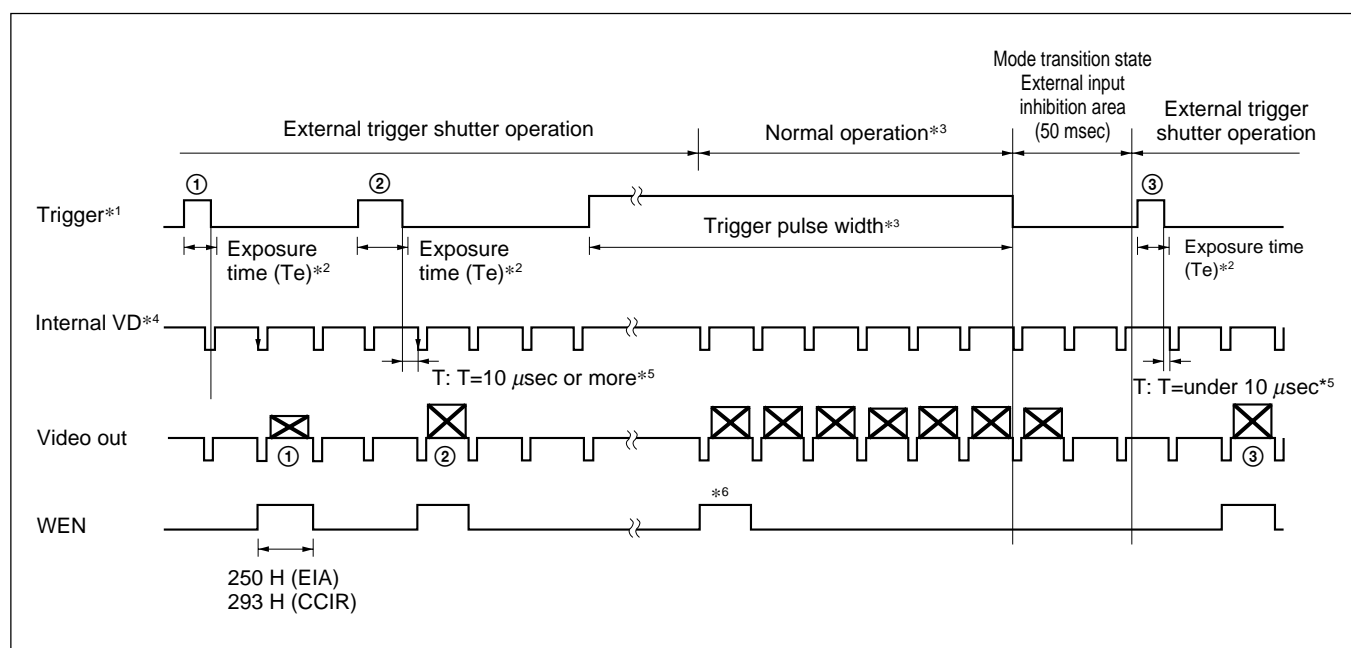 Mode transition state
External input
inhibition area
(50 msec)
External trigger shutter operation
Normal operation*3
External trigger
shutter operation
① ② ③
Trigger*1
Exposure
time (Te)*2
Exposure
time (Te)*2
Trigger pulse width*3
Exposure time
(Te)*2
Internal VD*4
T: T=10 μsec or more*5
T: T=under 10 μsec*5
Video out
① ② ③
*6
WEN
250 H (EIA)
293 H (CCIR)